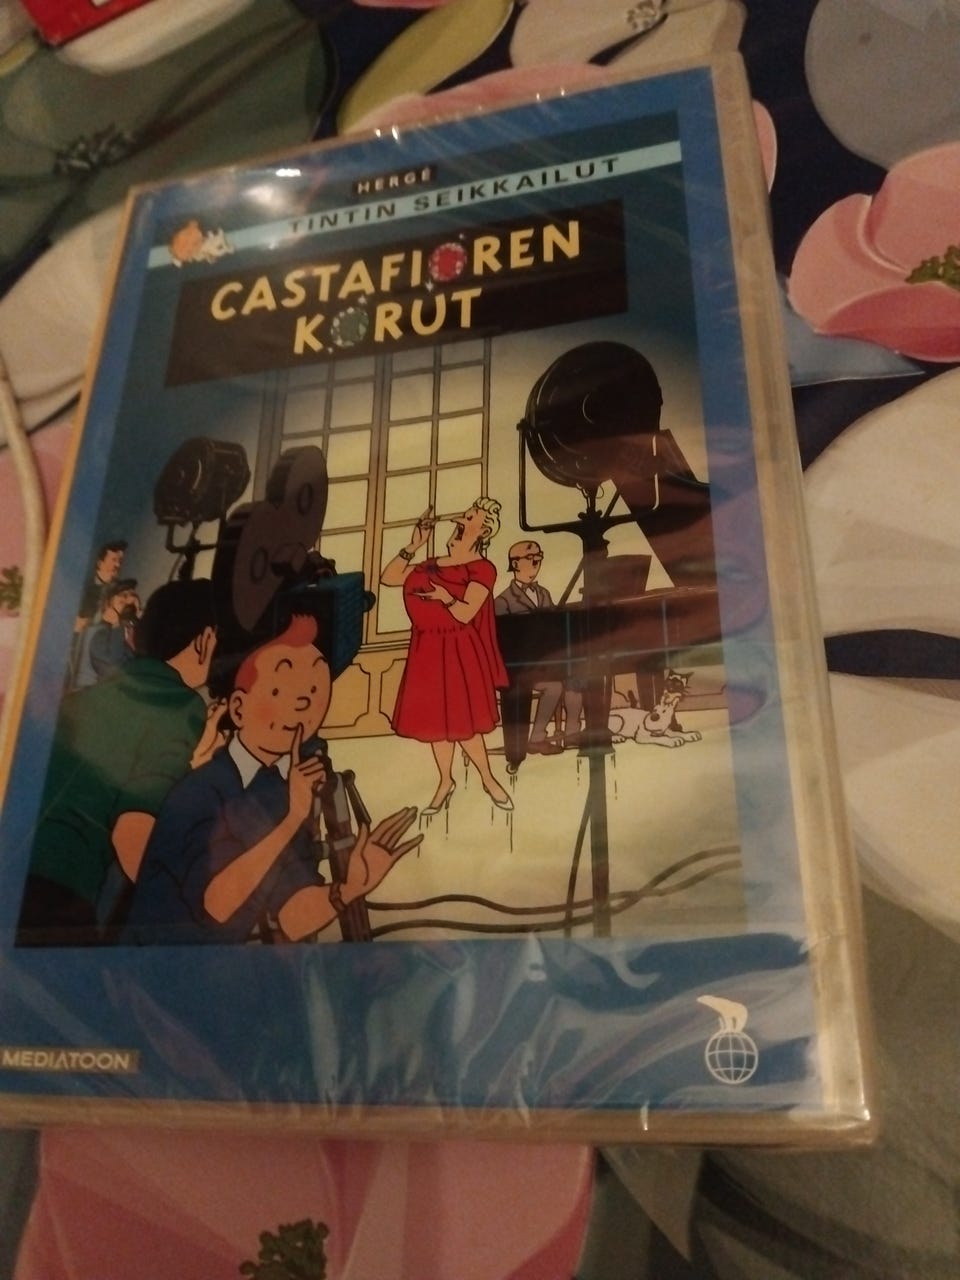 HERGÉ
TINTIN SEIKKAILUT
CASTAFIOREN
KORUT
MEDIATOON